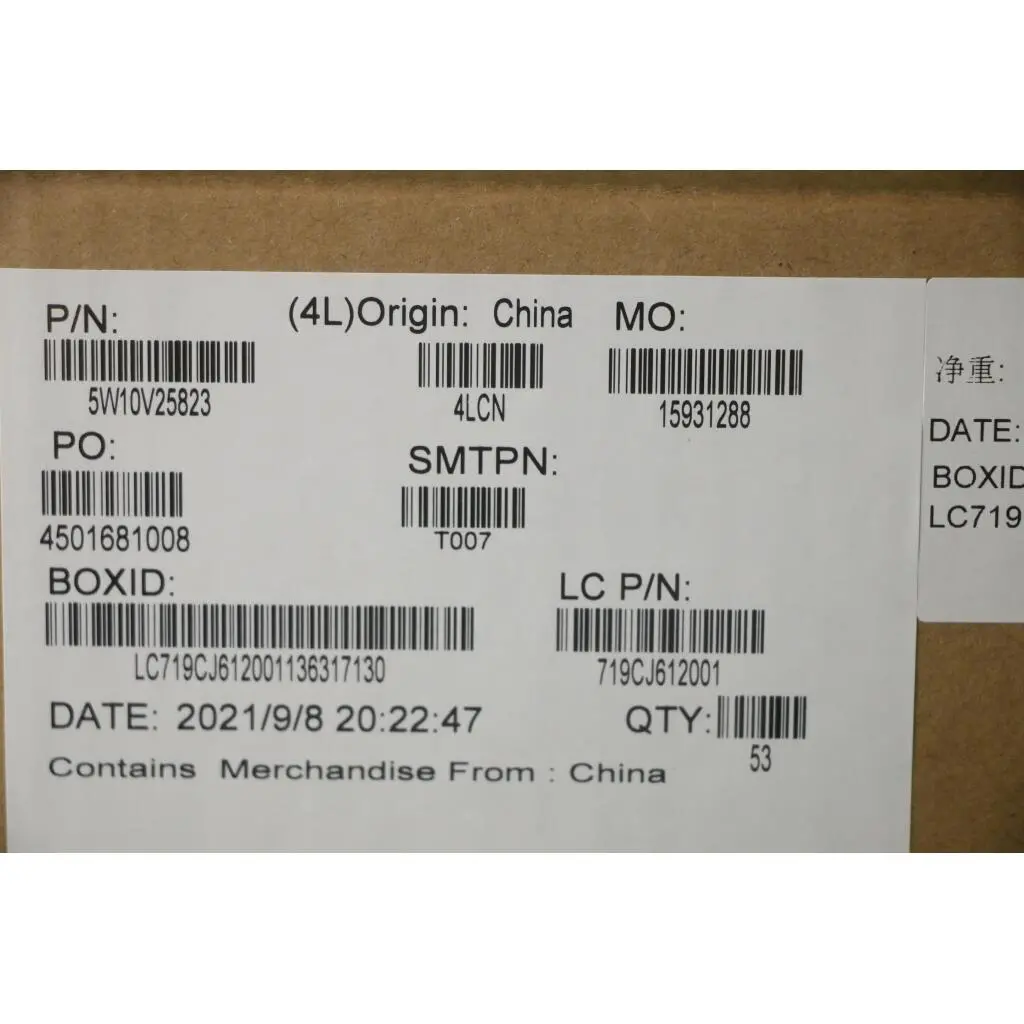 P/N: (4L)Origin: China MO:
5W10V25823 4LCN 15931288
PO: SMTPN:
4501681008 T007
BOXID: LC P/N:
LC719CJ612001136317130 719CJ612001
DATE: 2021/9/8 20:22:47 QTY:
53
Contains Merchandise From : China
净重:
DATE:
BOXID
LC719